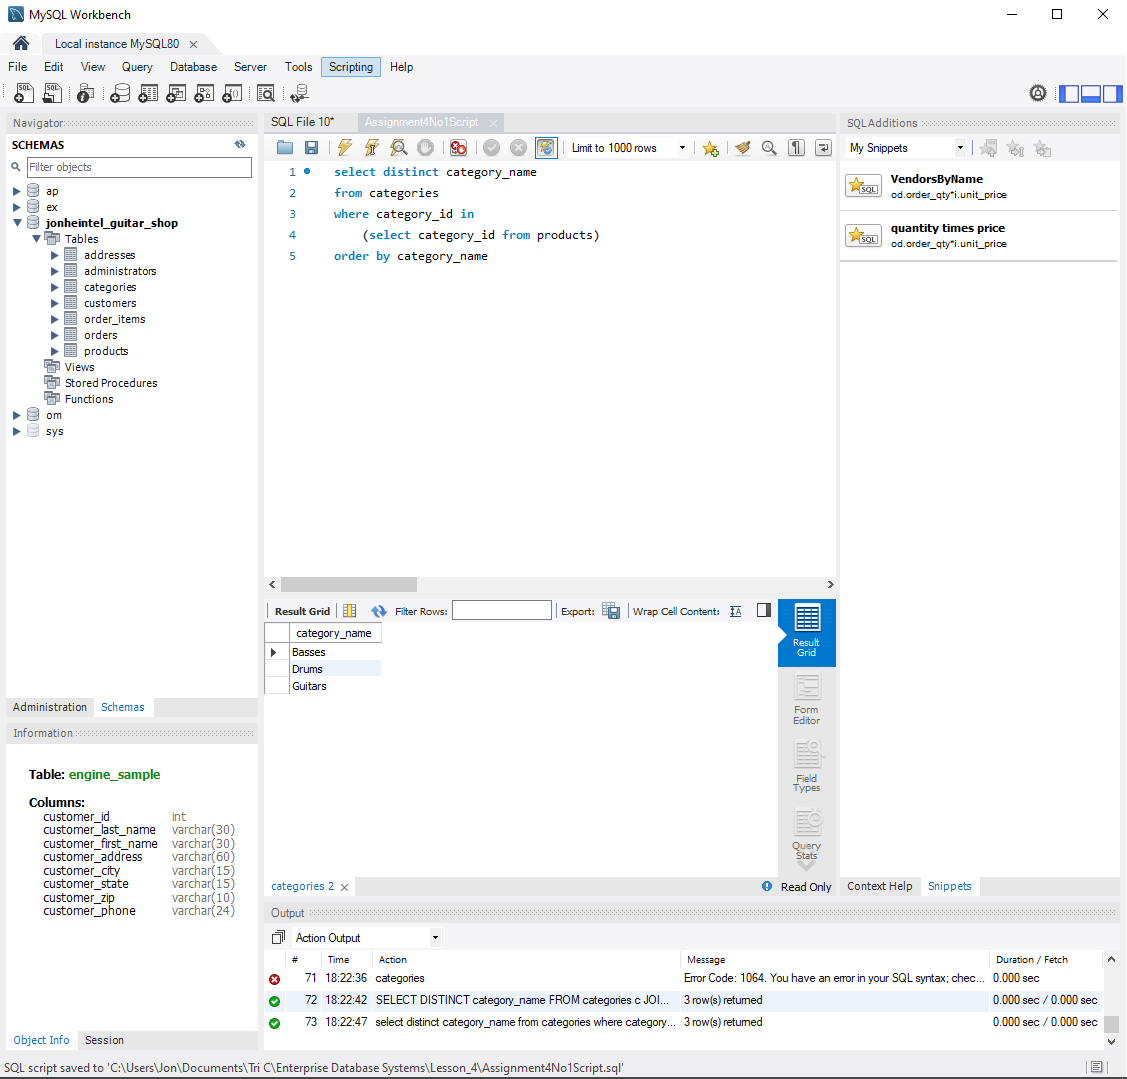 MySQL Workbench
Local instance MySQL80
File Edit View Query Database Server Tools Scripting Help
Navigator
SCHEMAS
Filter objects
ap
ex
jonheintel_guitar_shop
Tables
addresses
administrators
categories
customers
order_items
orders
products
Views
Stored Procedures
Functions
om
sys
Administration Schemas
Information
Table: engine_sample
Columns:
customer_id int
customer_last_name varchar(30)
customer_first_name varchar(30)
customer_address varchar(60)
customer_city varchar(15)
customer_state varchar(15)
customer_zip varchar(10)
customer_phone varchar(24)
Object Info Session
SQL File 10* Assignment4No1Script
Limit to 1000 rows
1 select distinct category_name
2 from categories
3 where category_id in
4 (select category_id from products)
5 order by category_name
Result Grid Filter Rows: Export: Wrap Cell Content:
category_name
Basses
Drums
Guitars
Result
Grid
Form
Editor
Field
Types
Query
Stats
categories 2 Read Only
SQLAdditions
My Snippets
SQL VendorsByName
od.order_qty*i.unit_price
SQL quantity times price
od.order_qty*i.unit_price
Context Help Snippets
Output
Action Output
# Time Action Message Duration / Fetch
71 18:22:36 categories Error Code: 1064. You have an error in your SQL syntax; chec... 0.000 sec
72 18:22:42 SELECT DISTINCT category_name FROM categories c JOI... 3 row(s) returned 0.000 sec / 0.000 sec
73 18:22:47 select distinct category_name from categories where category... 3 row(s) returned 0.000 sec / 0.000 sec
SQL script saved to 'C:\Users\Jon\Documents\Tri C\Enterprise Database Systems\Lesson_4\Assignment4No1Script.sql'